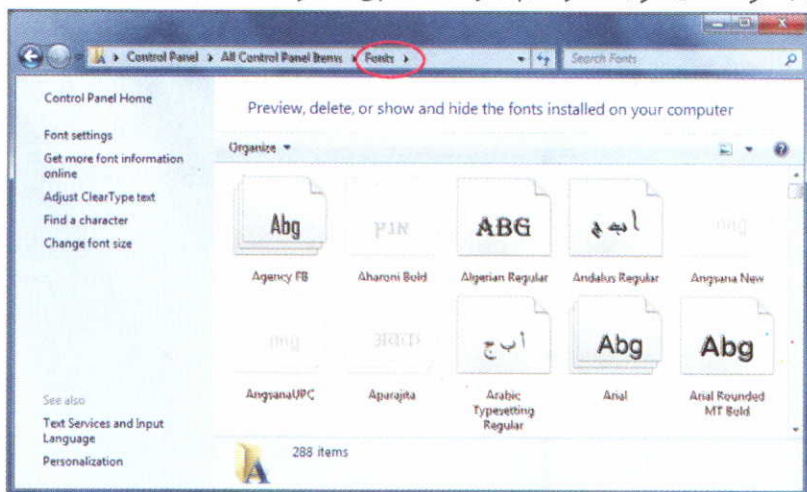 Control Panel ▸ All Control Panel Items ▸ Fonts ▸
Search Fonts
Control Panel Home
Font settings
Get more font information
online
Adjust ClearType text
Find a character
Change font size
See also
Text Services and Input
Language
Personalization
Preview, delete, or show and hide the fonts installed on your computer
Organize
Abg
אבג
ABG
أب ج
Agency FB
Aharoni Bold
Algerian Regular
Andalus Regular
Angsana New
أب ج
Abg
Abg
AngsanaUPC
Aparajita
Arabic
Typesetting
Regular
Arial
Arial Rounded
MT Bold
288 items